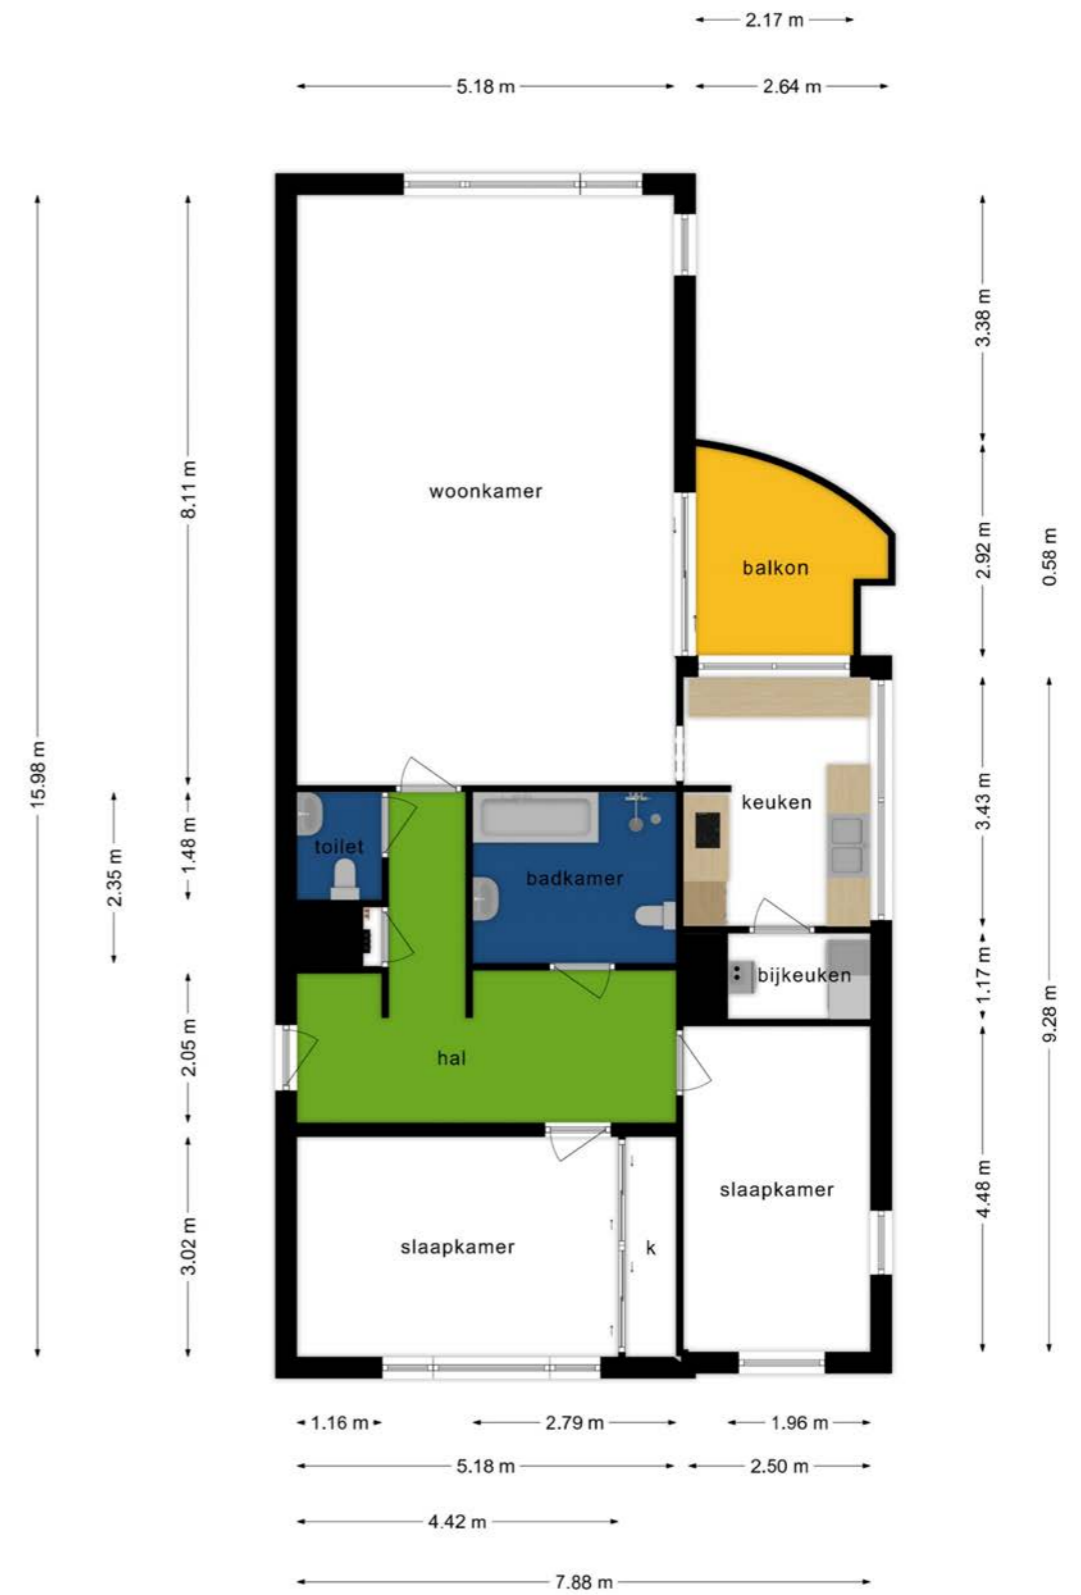 2.17 m
5.18 m
2.64 m
3.38 m
8.11 m
woonkamer
2.92 m
0.58 m
balkon
15.98 m
3.43 m
keuken
1.48 m
toilet
2.35 m
badkamer
1.17 m
bijkeuken
9.28 m
2.05 m
hal
4.48 m
slaapkamer
3.02 m
slaapkamer
k
1.16 m
2.79 m
1.96 m
5.18 m
2.50 m
4.42 m
7.88 m